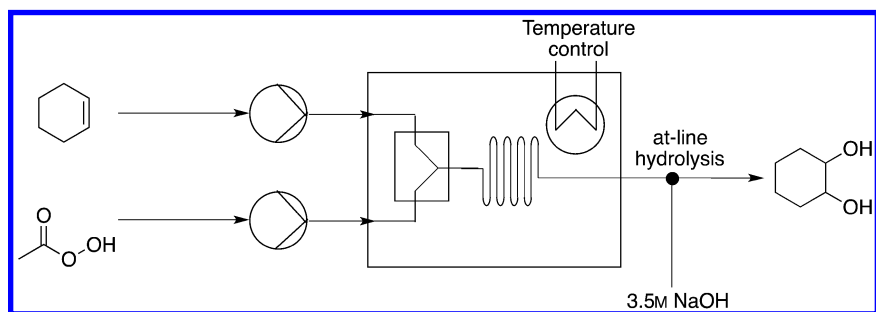 Temperature
control
at-line
hydrolysis
OH
OH
O
O
OH
3.5M NaOH